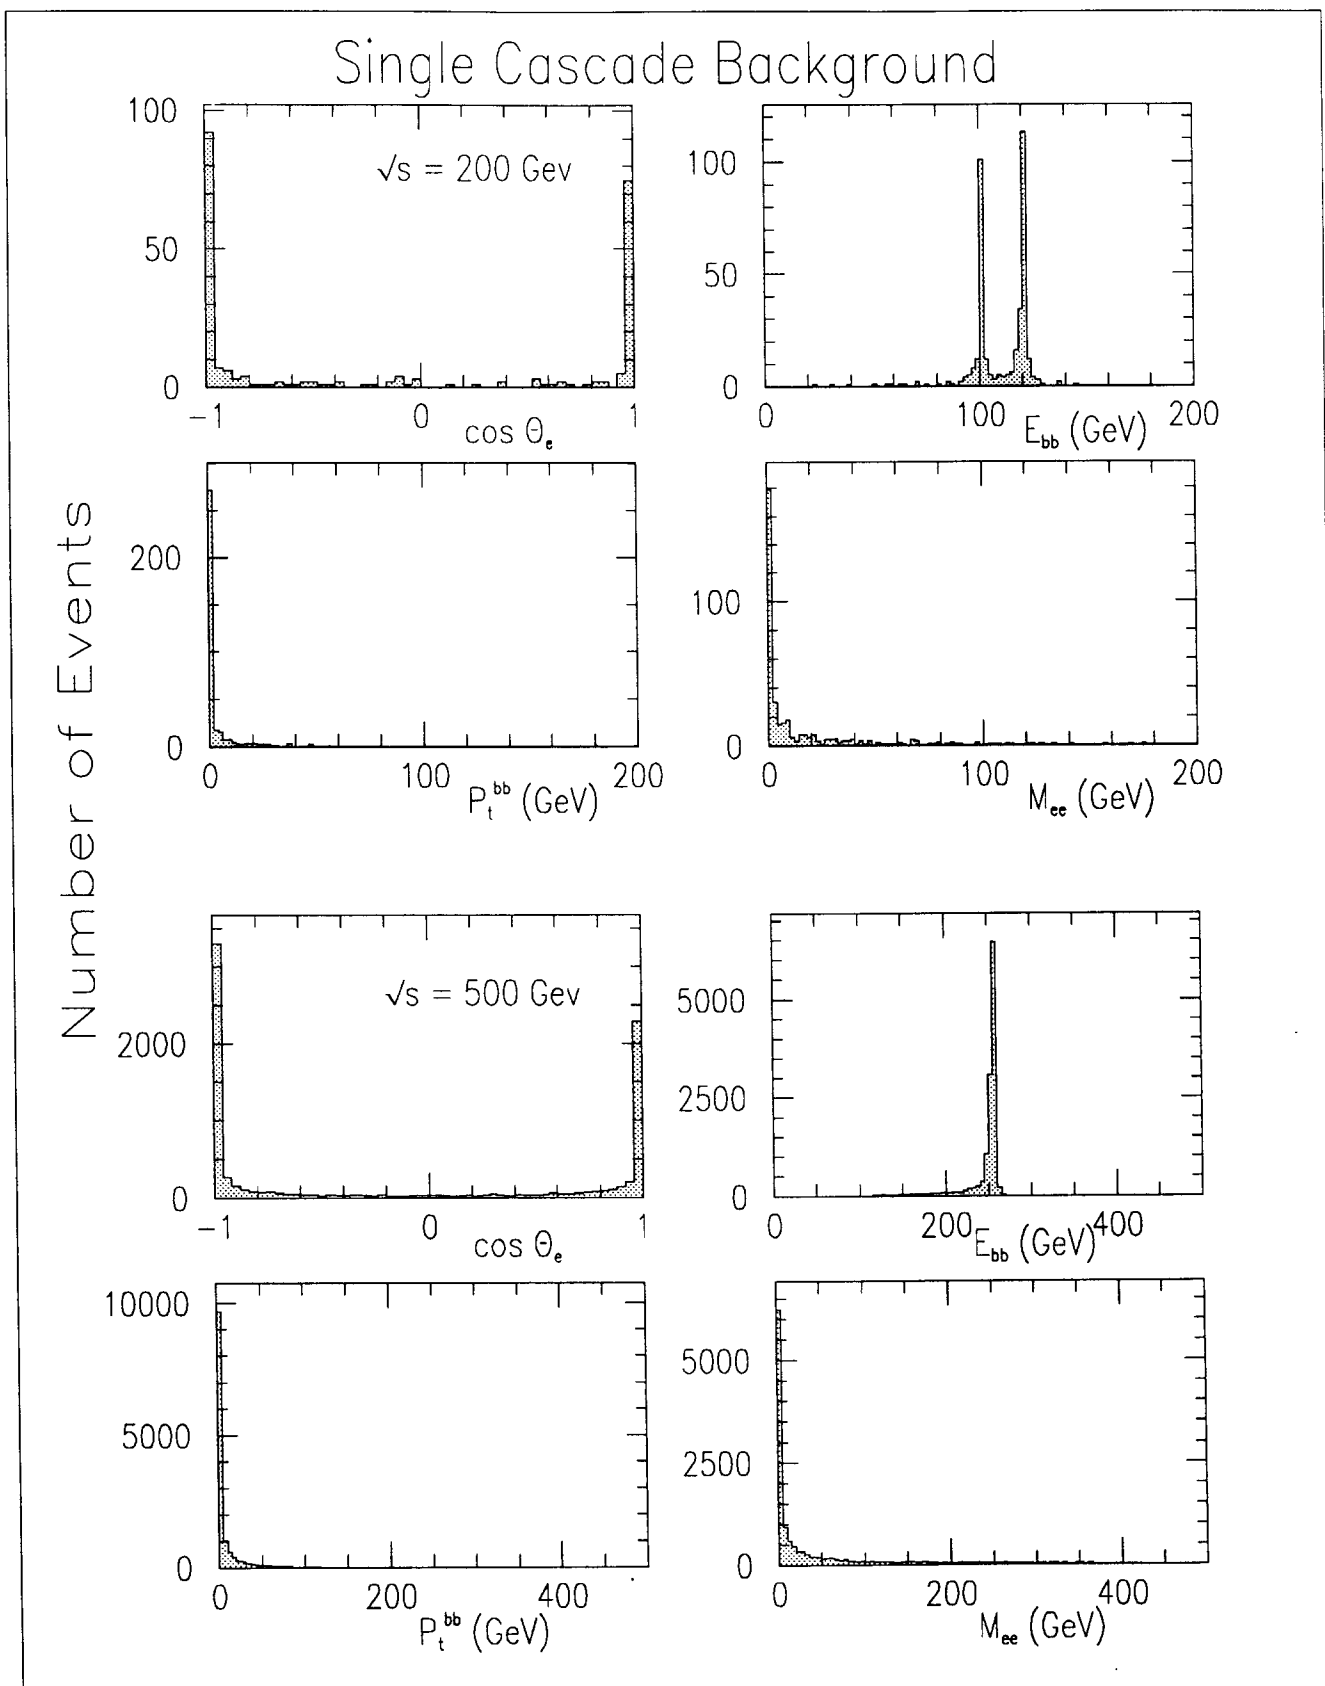 Single Cascade Background
Number of Events
100
50
0
√s = 200 Gev
−1 0 1
cos Θe
100
50
0
0 100 200
Ebb (GeV)
200
0
0 100 200
Ptbb (GeV)
100
0
0 100 200
Mee (GeV)
2000
0
√s = 500 Gev
−1 0 1
cos Θe
5000
2500
0
0 200 400
Ebb (GeV)
10000
5000
0
0 200 400
Ptbb (GeV)
5000
2500
0
0 200 400
Mee (GeV)